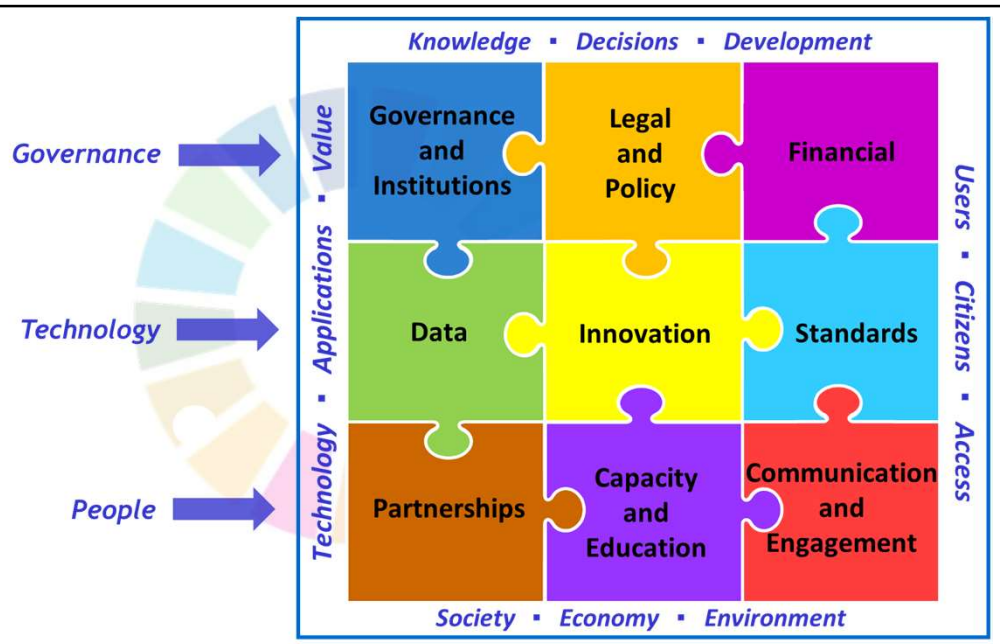 Knowledge ▪ Decisions ▪ Development
Governance
Technology
People
Technology ▪ Applications ▪ Value
Governance
and
Institutions
Legal
and
Policy
Financial
Data
Innovation
Standards
Partnerships
Capacity
and
Education
Communication
and
Engagement
Users ▪ Citizens ▪ Access
Society ▪ Economy ▪ Environment